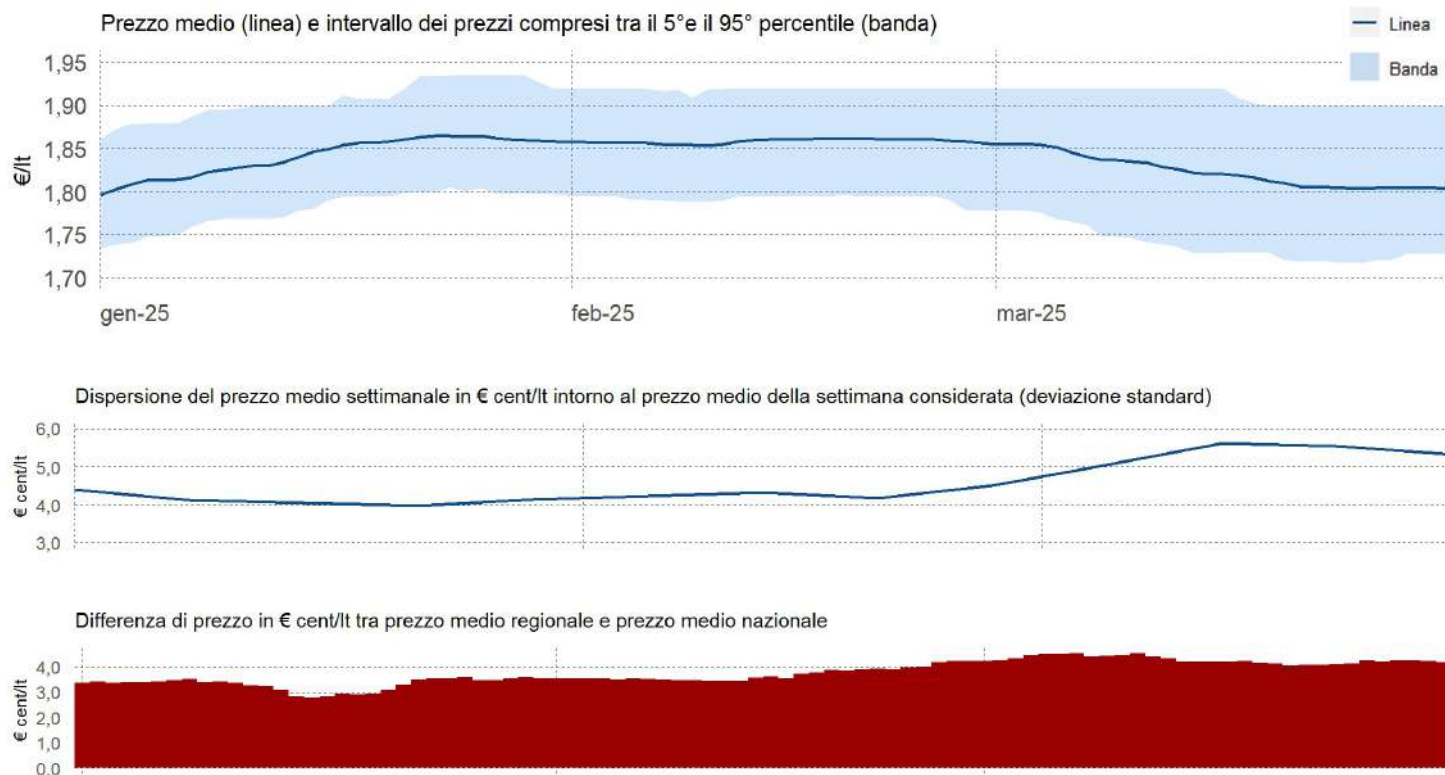 Prezzo medio (linea) e intervallo dei prezzi compresi tra il 5°e il 95° percentile (banda)
Linea
Banda
€/lt
1,95
1,90
1,85
1,80
1,75
1,70
gen-25
feb-25
mar-25
Dispersione del prezzo medio settimanale in € cent/lt intorno al prezzo medio della settimana considerata (deviazione standard)
€ cent/lt
6,0
5,0
4,0
3,0
Differenza di prezzo in € cent/lt tra prezzo medio regionale e prezzo medio nazionale
€ cent/lt
4,0
3,0
2,0
1,0
0,0